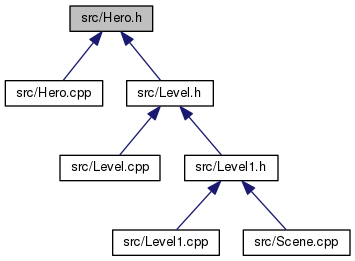 src/Hero.h
src/Hero.cpp
src/Level.h
src/Level.cpp
src/Level1.h
src/Level1.cpp
src/Scene.cpp